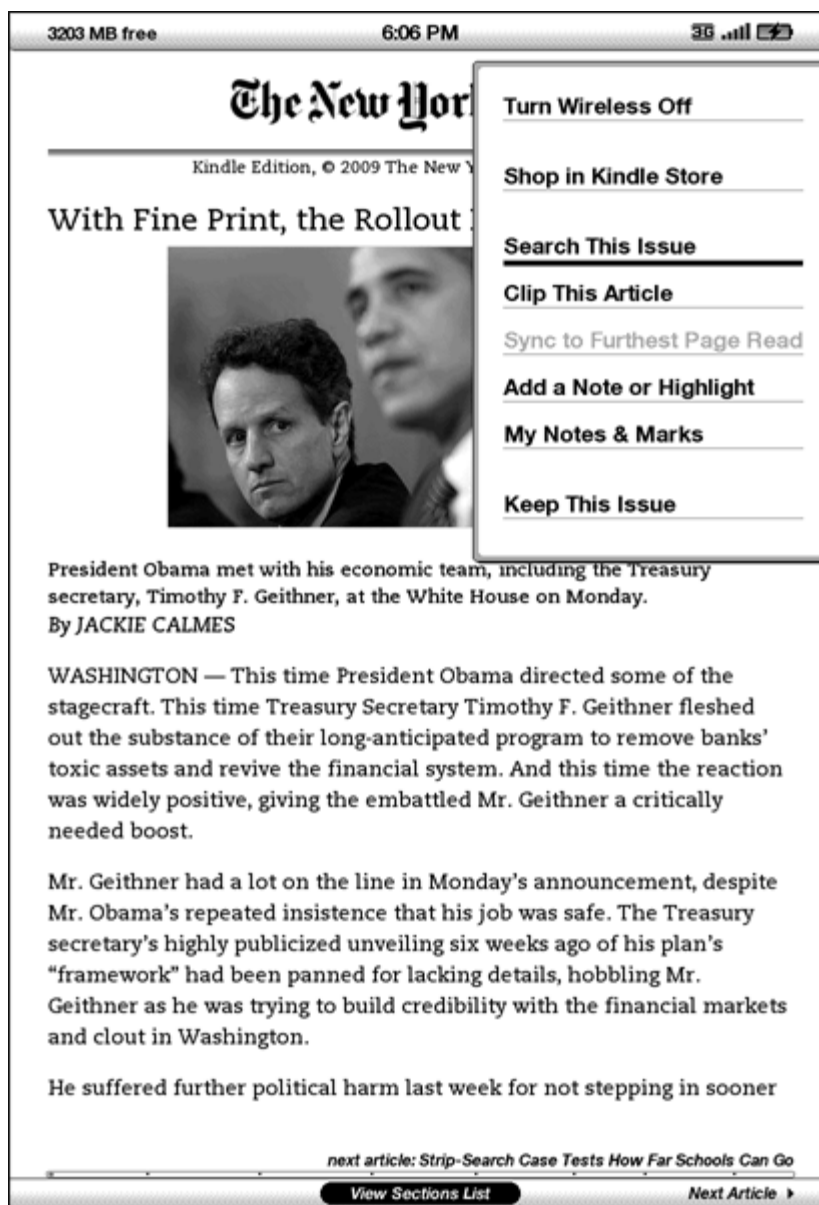 3203 MB free 6:06 PM 3G
The New Yor
Kindle Edition, © 2009 The New Y
With Fine Print, the Rollout
Turn Wireless Off
Shop in Kindle Store
Search This Issue
Clip This Article
Sync to Furthest Page Read
Add a Note or Highlight
My Notes & Marks
Keep This Issue
President Obama met with his economic team, including the Treasury
secretary, Timothy F. Geithner, at the White House on Monday.
By JACKIE CALMES
WASHINGTON — This time President Obama directed some of the
stagecraft. This time Treasury Secretary Timothy F. Geithner fleshed
out the substance of their long-anticipated program to remove banks’
toxic assets and revive the financial system. And this time the reaction
was widely positive, giving the embattled Mr. Geithner a critically
needed boost.
Mr. Geithner had a lot on the line in Monday’s announcement, despite
Mr. Obama’s repeated insistence that his job was safe. The Treasury
secretary’s highly publicized unveiling six weeks ago of his plan’s
“framework” had been panned for lacking details, hobbling Mr.
Geithner as he was trying to build credibility with the financial markets
and clout in Washington.
He suffered further political harm last week for not stepping in sooner
next article: Strip-Search Case Tests How Far Schools Can Go
View Sections List Next Article